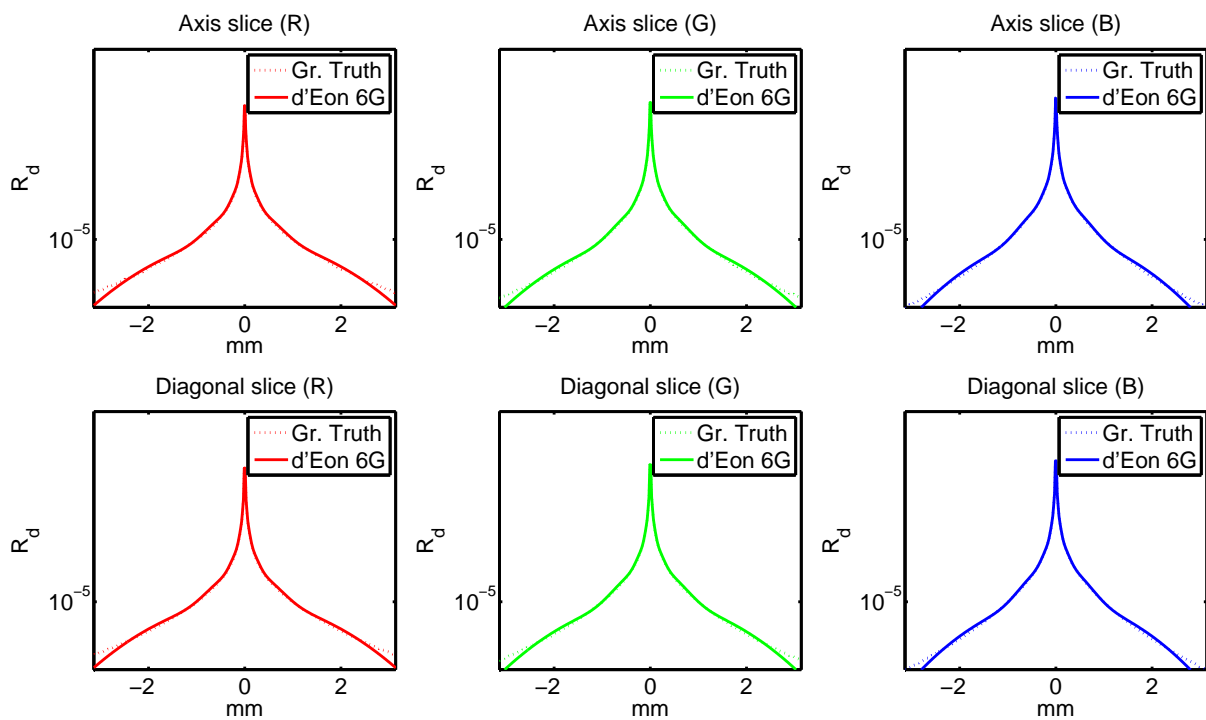 Axis slice (R)
Gr. Truth
d'Eon 6G
R_d
10^−5
−2 0 2
mm
Axis slice (G)
Gr. Truth
d'Eon 6G
R_d
10^−5
−2 0 2
mm
Axis slice (B)
Gr. Truth
d'Eon 6G
R_d
10^−5
−2 0 2
mm
Diagonal slice (R)
Gr. Truth
d'Eon 6G
R_d
10^−5
−2 0 2
mm
Diagonal slice (G)
Gr. Truth
d'Eon 6G
R_d
10^−5
−2 0 2
mm
Diagonal slice (B)
Gr. Truth
d'Eon 6G
R_d
10^−5
−2 0 2
mm